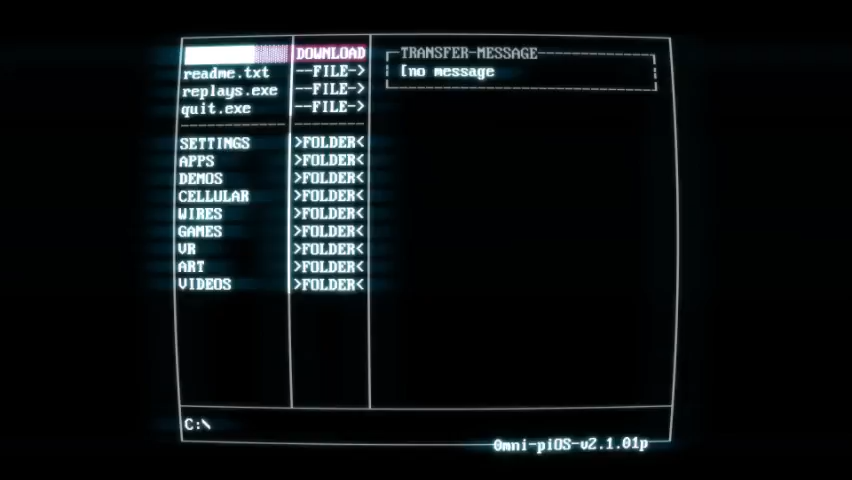 DOWNLOAD
readme.txt --FILE->
replays.exe --FILE->
quit.exe --FILE->
SETTINGS >FOLDER<
APPS >FOLDER<
DEMOS >FOLDER<
CELLULAR >FOLDER<
WIRES >FOLDER<
GAMES >FOLDER<
VR >FOLDER<
ART >FOLDER<
VIDEOS >FOLDER<
TRANSFER-MESSAGE
[no message
C:\
Omni-piOS-v2.1.01p